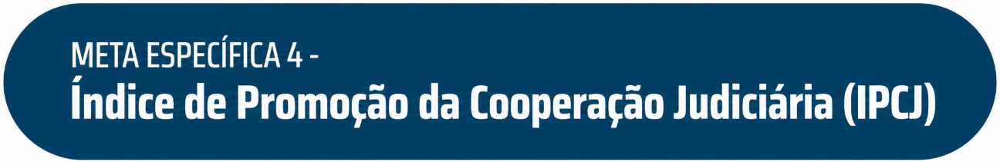 META ESPECÍFICA 4 -
Índice de Promoção da Cooperação Judiciária (IPCJ)